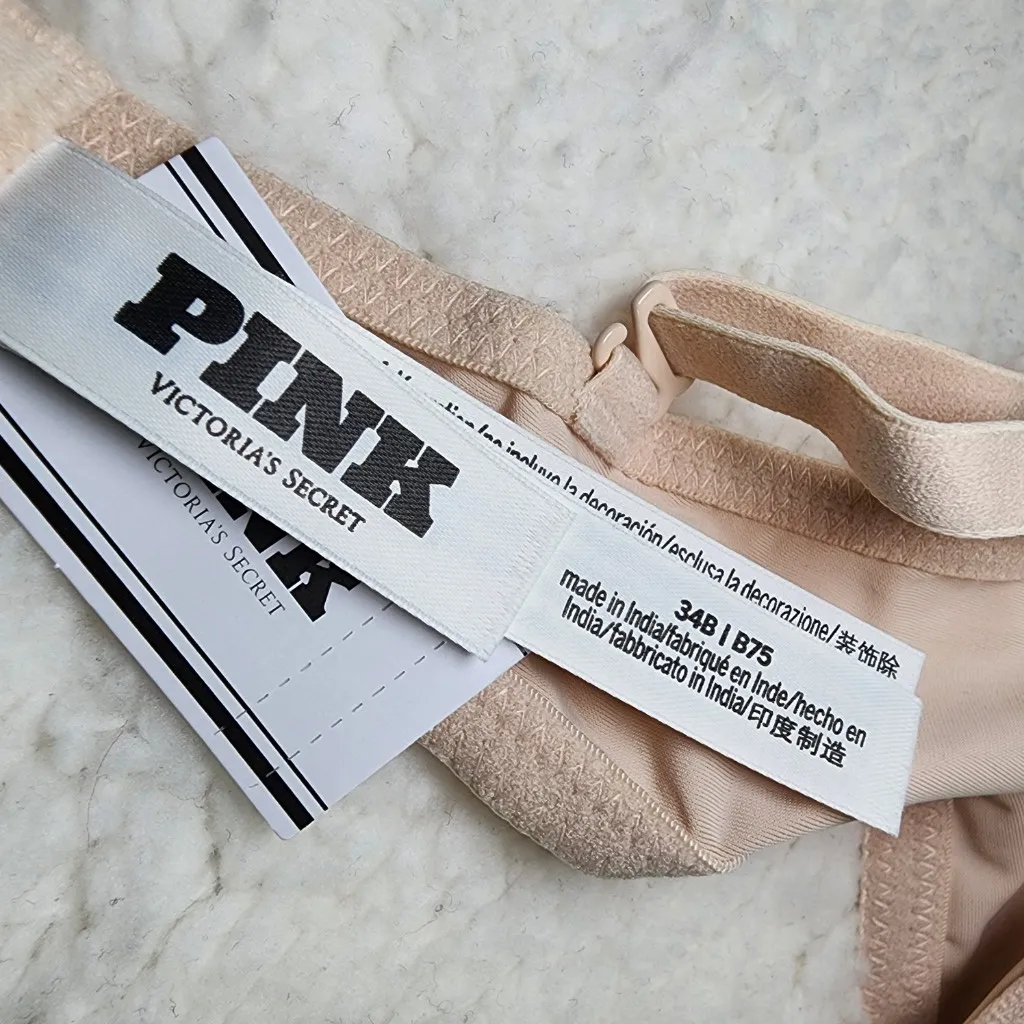 PINK
VICTORIA'S SECRET
NK
VICTORIA'S SECRET
no incluye la decoración/esclusa la decorazione/装饰除
34B | B75
made in India/fabriqué en Inde/hecho en
India/fabbricato in India/印度制造